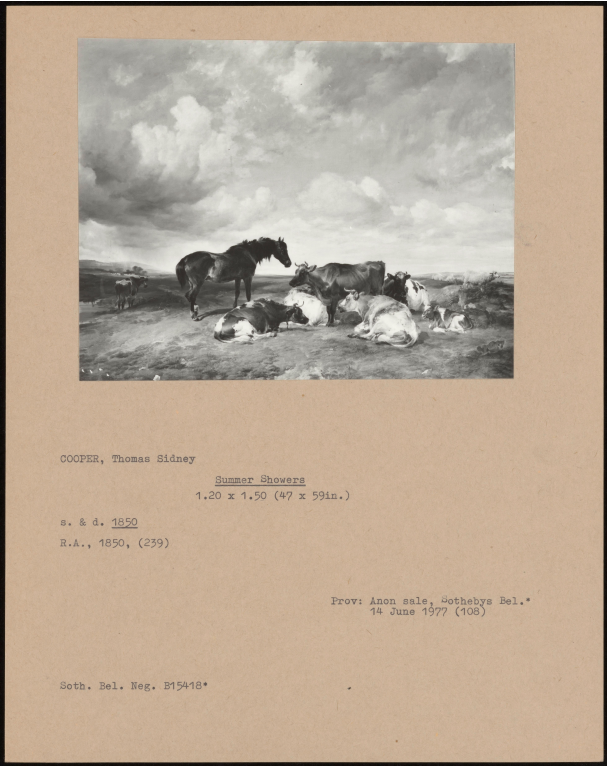 COOPER, Thomas Sidney
Summer Showers
1.20 x 1.50 (47 x 59in.)
s. & d. 1850
R.A., 1850, (239)
Prov: Anon sale, Sothebys Bel.*
14 June 1977 (108)
Soth. Bel. Neg. B15418*